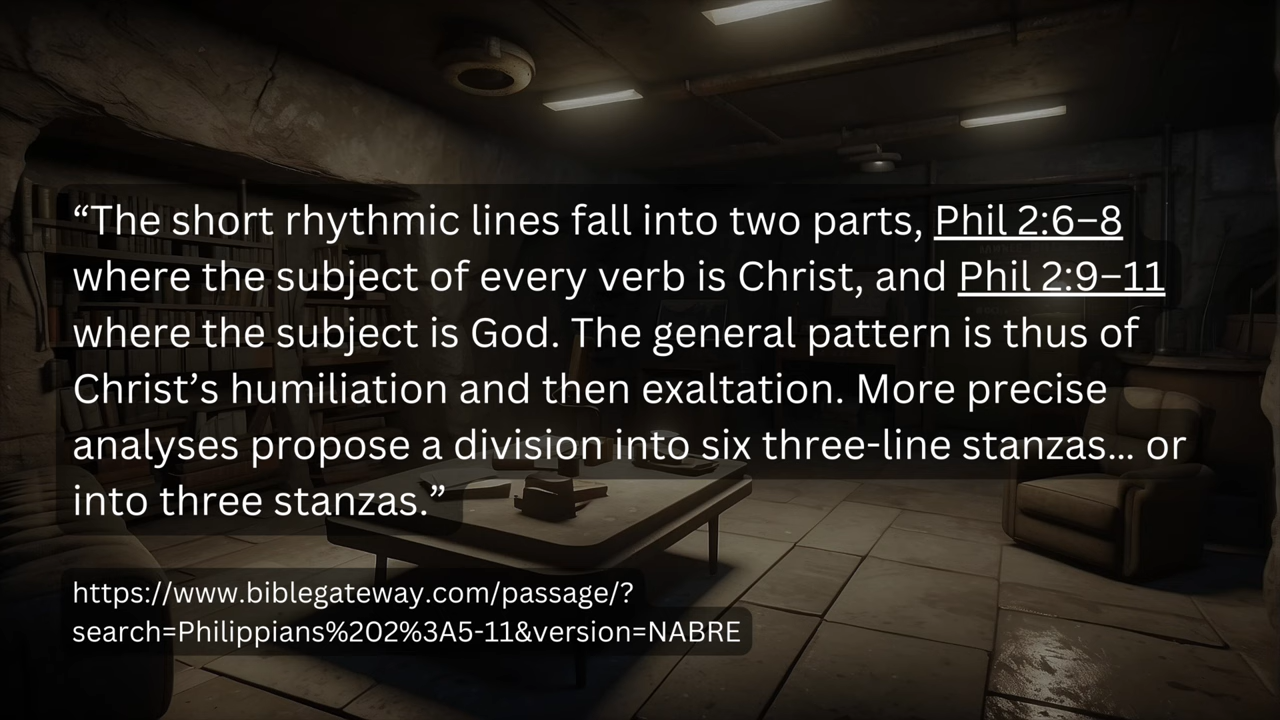 “The short rhythmic lines fall into two parts, Phil 2:6–8
where the subject of every verb is Christ, and Phil 2:9–11
where the subject is God. The general pattern is thus of
Christ’s humiliation and then exaltation. More precise
analyses propose a division into six three-line stanzas... or
into three stanzas.”
https://www.biblegateway.com/passage/?
search=Philippians%202%3A5-11&version=NABRE